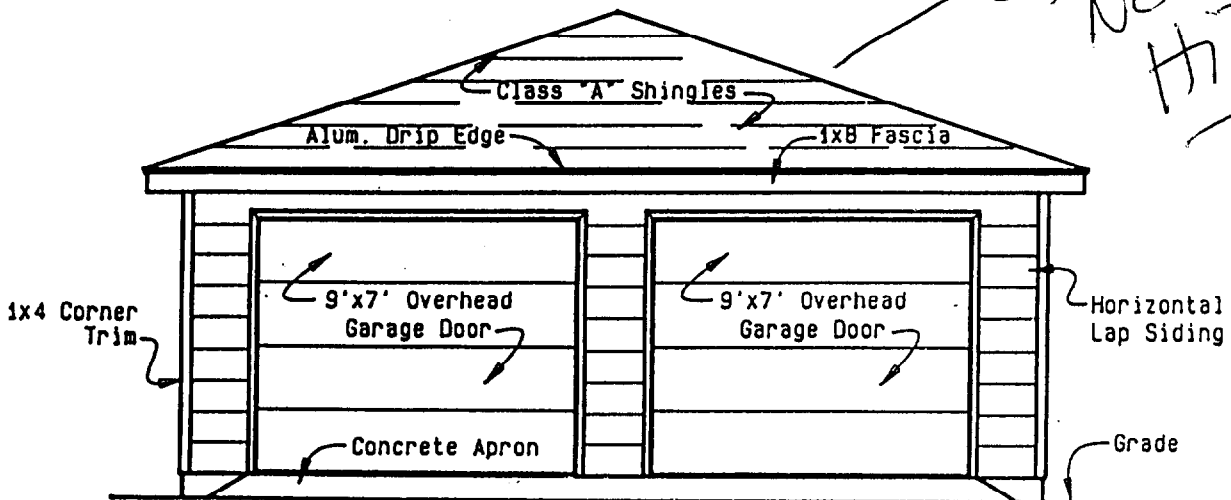 Class "A" Shingles
Alum. Drip Edge
1x8 Fascia
9'x7' Overhead
Garage Door
9'x7' Overhead
Garage Door
1x4 Corner
Trim
Horizontal
Lap Siding
Concrete Apron
Grade